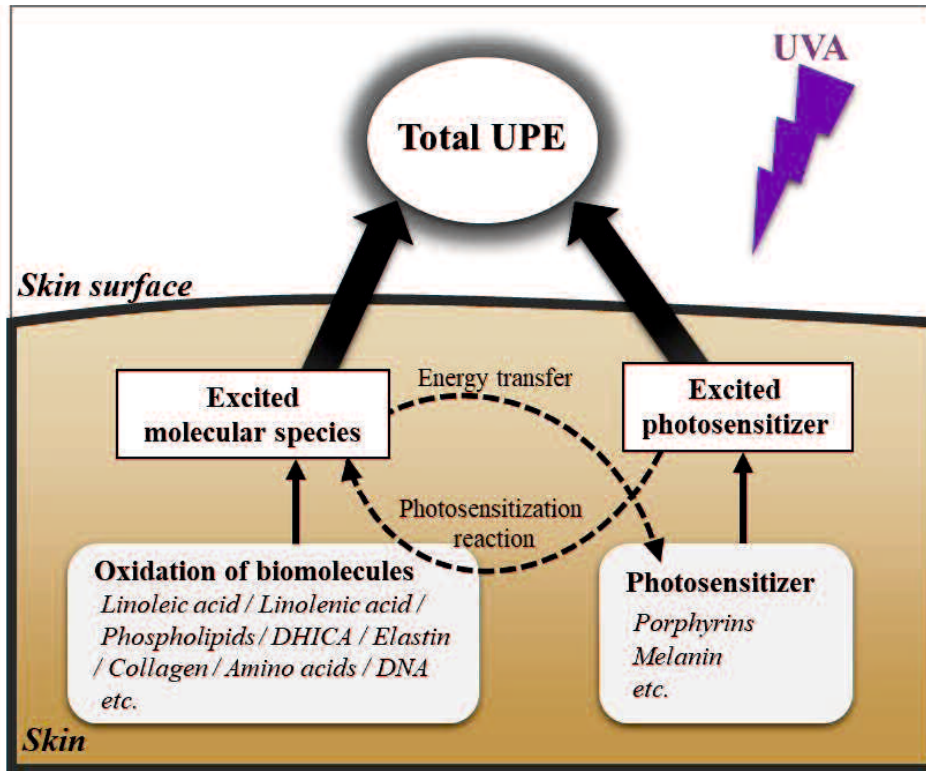 UVA
Total UPE
Skin surface
Energy transfer
Excited
molecular species
Excited
photosensitizer
Photosensitization
reaction
Oxidation of biomolecules
Linoleic acid / Linolenic acid /
Phospholipids / DHICA / Elastin
/ Collagen / Amino acids / DNA
etc.
Photosensitizer
Porphyrins
Melanin
etc.
Skin